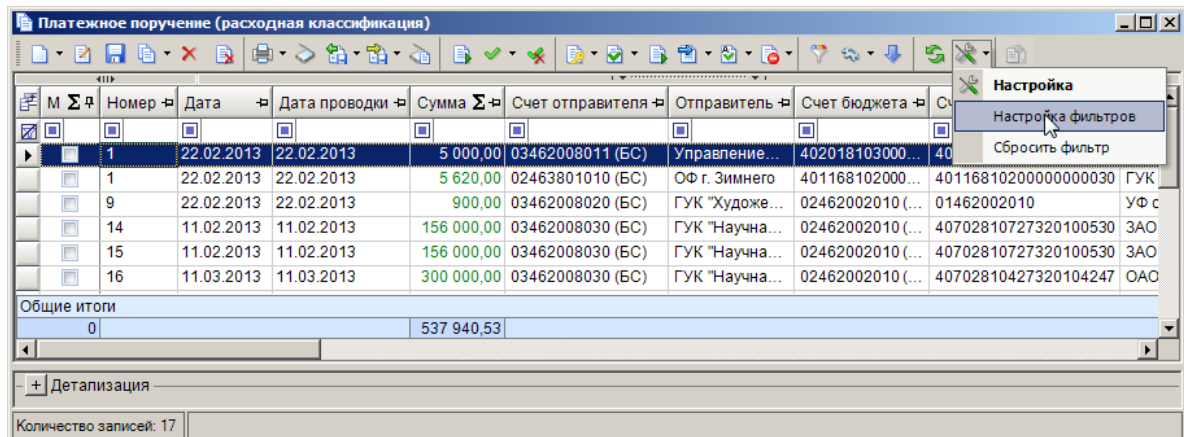 Платежное поручение (расходная классификация)
Настройка
Настройка фильтров
Сбросить фильтр
М Σ Номер Дата Дата проводки Сумма Σ Счет отправителя Отправитель Счет бюджета
1 22.02.2013 22.02.2013 5 000,00 03462008011 (БС) Управление... 402018103000... 40
1 22.02.2013 22.02.2013 5 620,00 02463801010 (БС) ОФ г. Зимнего 401168102000... 40116810200000000030 ГУК
9 22.02.2013 22.02.2013 900,00 03462008020 (БС) ГУК "Художе... 02462002010 (... 01462002010 УФ с
14 11.02.2013 11.02.2013 156 000,00 03462008030 (БС) ГУК "Научна... 02462002010 (... 40702810727320100530 ЗАО
15 11.02.2013 11.02.2013 156 000,00 03462008030 (БС) ГУК "Научна... 02462002010 (... 40702810727320100530 ЗАО
16 11.03.2013 11.03.2013 300 000,00 03462008030 (БС) ГУК "Научна... 02462002010 (... 40702810427320104247 ОАО
Общие итоги
0 537 940,53
Детализация
Количество записей: 17